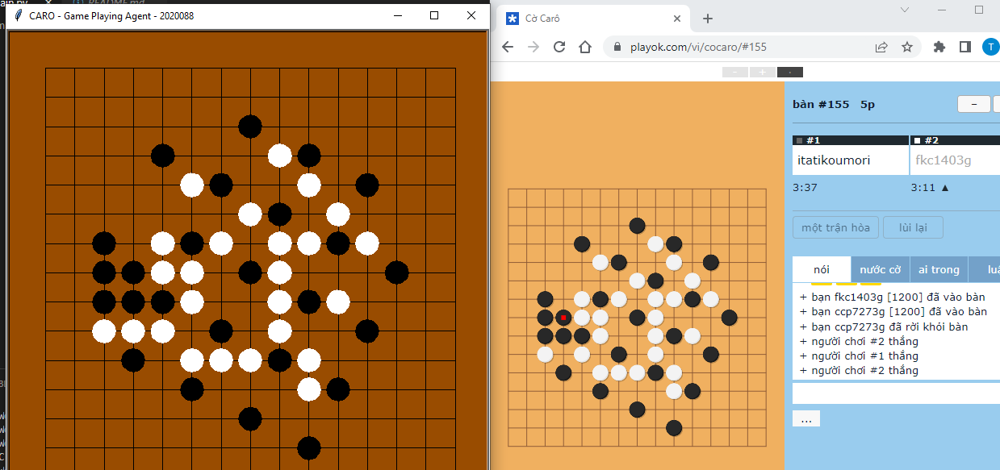 README.md
CARO - Game Playing Agent - 2020088
Cờ Carô
playok.com/vi/cocaro/#155
T
bàn #155 5p
#1
#2
itatikoumori
fkc1403g
3:37
3:11 ▲
một trận hòa
lùi lại
nói
nước cờ
ai trong
+ bạn fkc1403g [1200] đã vào bàn
+ bạn ccp7273g [1200] đã vào bàn
+ bạn ccp7273g đã rời khỏi bàn
+ người chơi #2 thắng
+ người chơi #1 thắng
+ người chơi #2 thắng
...